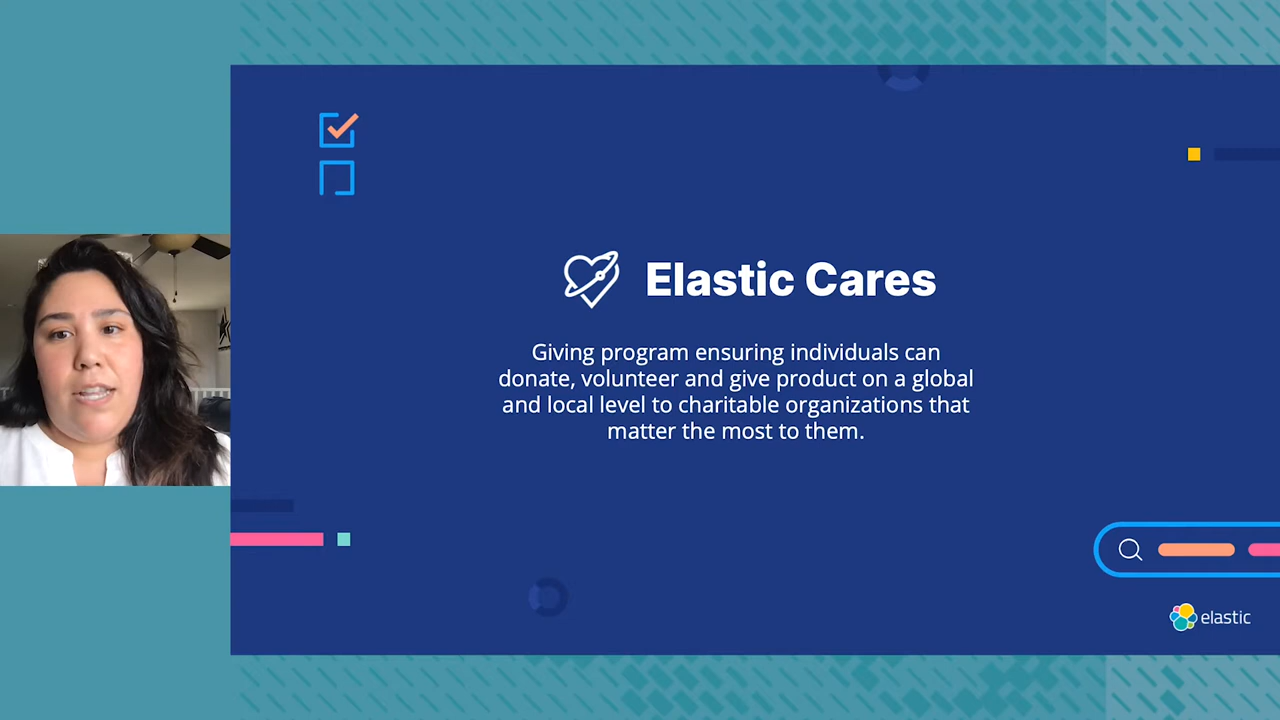 Elastic Cares
Giving program ensuring individuals can
donate, volunteer and give product on a global
and local level to charitable organizations that
matter the most to them.
elastic